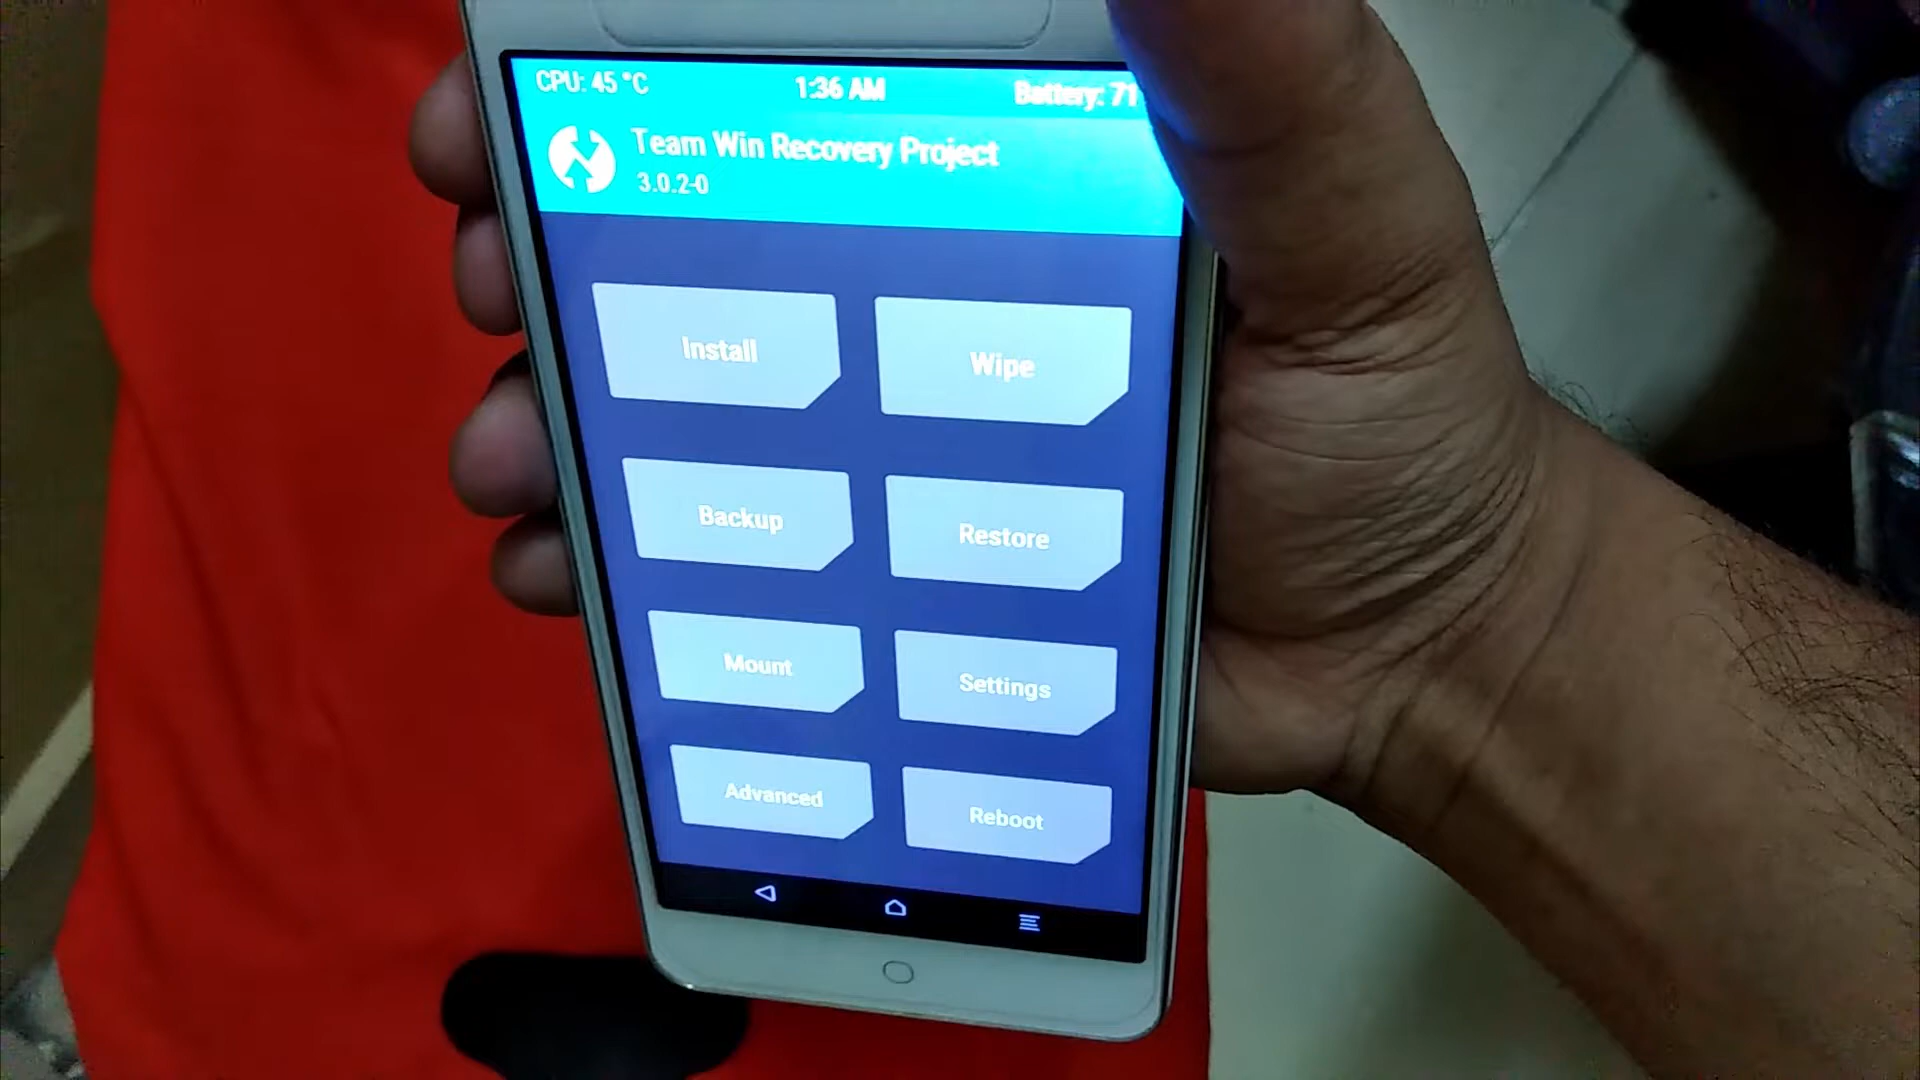 CPU: 45 °C 1:36 AM Battery: 71
Team Win Recovery Project
3.0.2-0
Install Wipe
Backup Restore
Mount Settings
Advanced Reboot